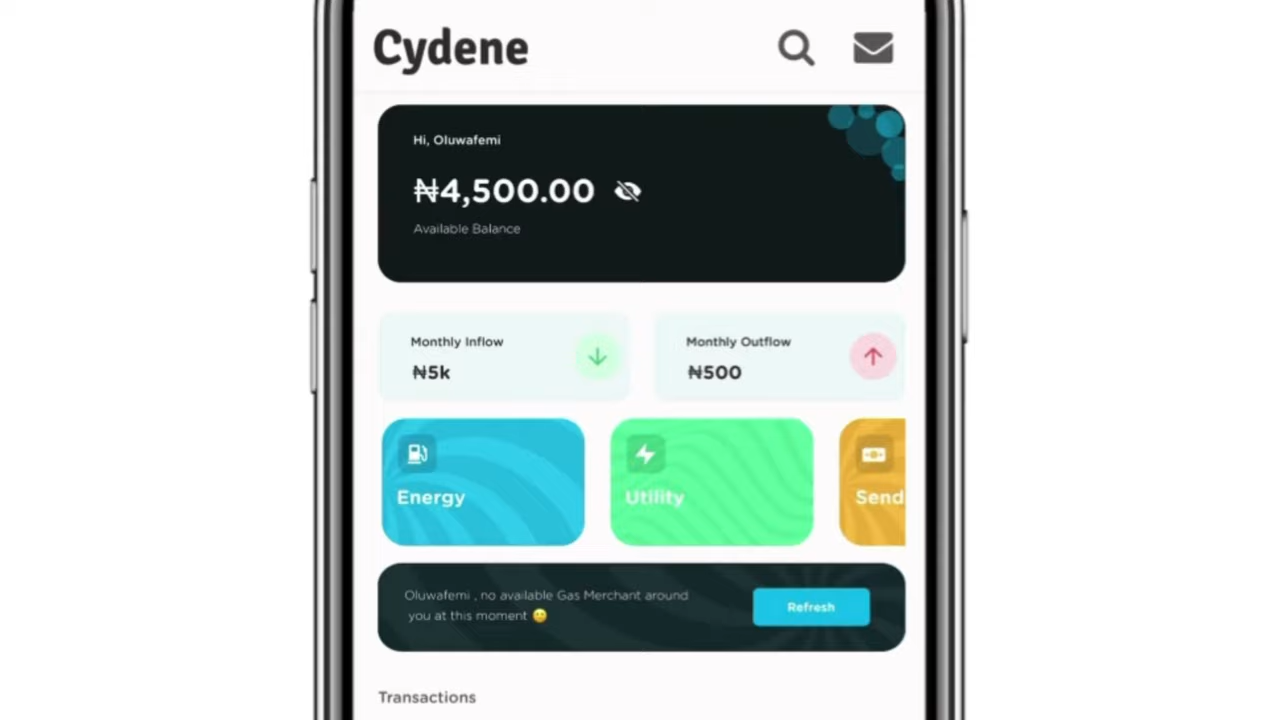 Cydene
Hi, Oluwafemi
₦4,500.00
Available Balance
Monthly Inflow
₦5k
Monthly Outflow
₦500
Energy
Utility
Send
Oluwafemi , no available Gas Merchant around
you at this moment 🙂
Refresh
Transactions